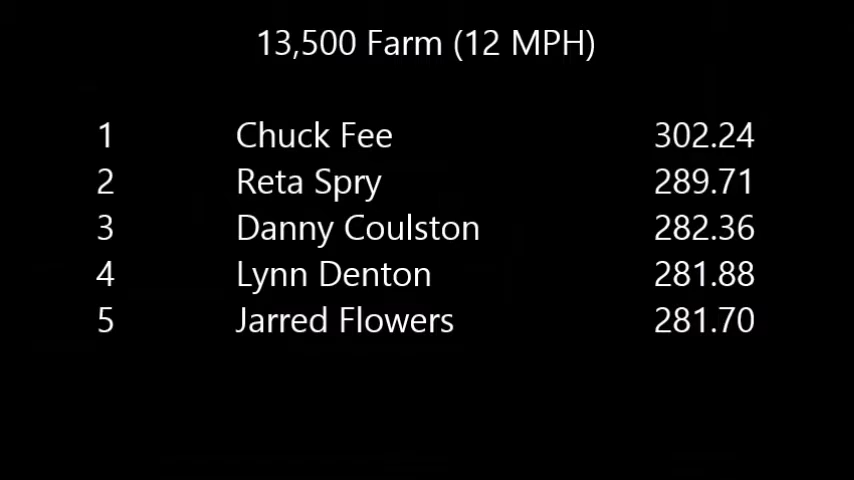 13,500 Farm (12 MPH)
1 Chuck Fee 302.24
2 Reta Spry 289.71
3 Danny Coulston 282.36
4 Lynn Denton 281.88
5 Jarred Flowers 281.70